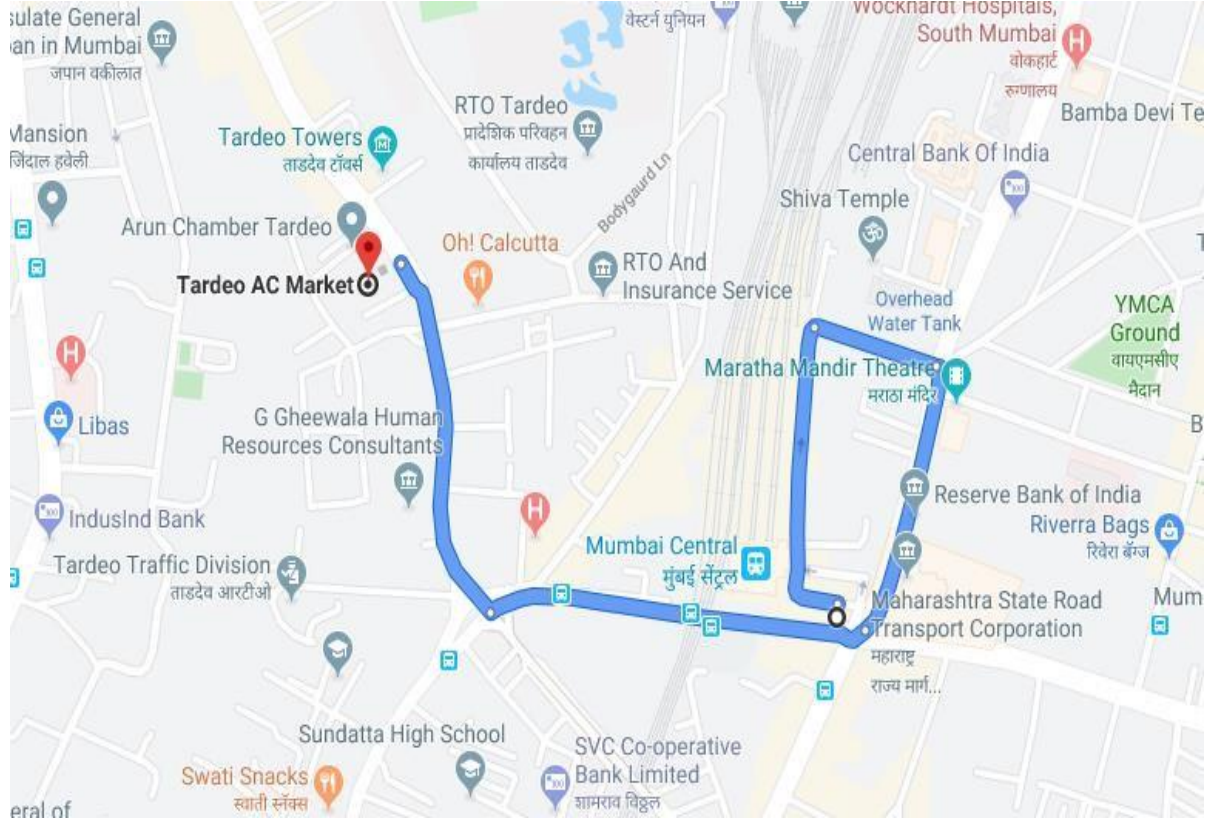 sulate General
an in Mumbai
जपान वकीलात
वेस्टर्न युनियन
Wockhardt Hospitals,
South Mumbai
वोकहार्ट
रुग्णालय
Mansion
जिंदाल हवेली
Tardeo Towers
ताडदेव टॉवर्स
RTO Tardeo
प्रादेशिक परिवहन
कार्यालय ताडदेव
Bodygaurd Ln
Bamba Devi Te
Central Bank Of India
Shiva Temple
Arun Chamber Tardeo
Tardeo AC Market
Oh! Calcutta
RTO And
Insurance Service
Overhead
Water Tank
YMCA
Ground
वायएमसीए
मैदान
Maratha Mandir Theatre
मराठा मंदिर
Libas
G Gheewala Human
Resources Consultants
IndusInd Bank
Reserve Bank of India
Riverra Bags
रिवेरा बॅग्ज
Tardeo Traffic Division
ताडदेव आरटीओ
Mumbai Central
मुंबई सेंट्रल
Maharashtra State Road
Transport Corporation
महाराष्ट्र
राज्य मार्ग...
Mum
Sundatta High School
Swati Snacks
स्वाती स्नॅक्स
SVC Co-operative
Bank Limited
शामराव विठ्ठल
eral of